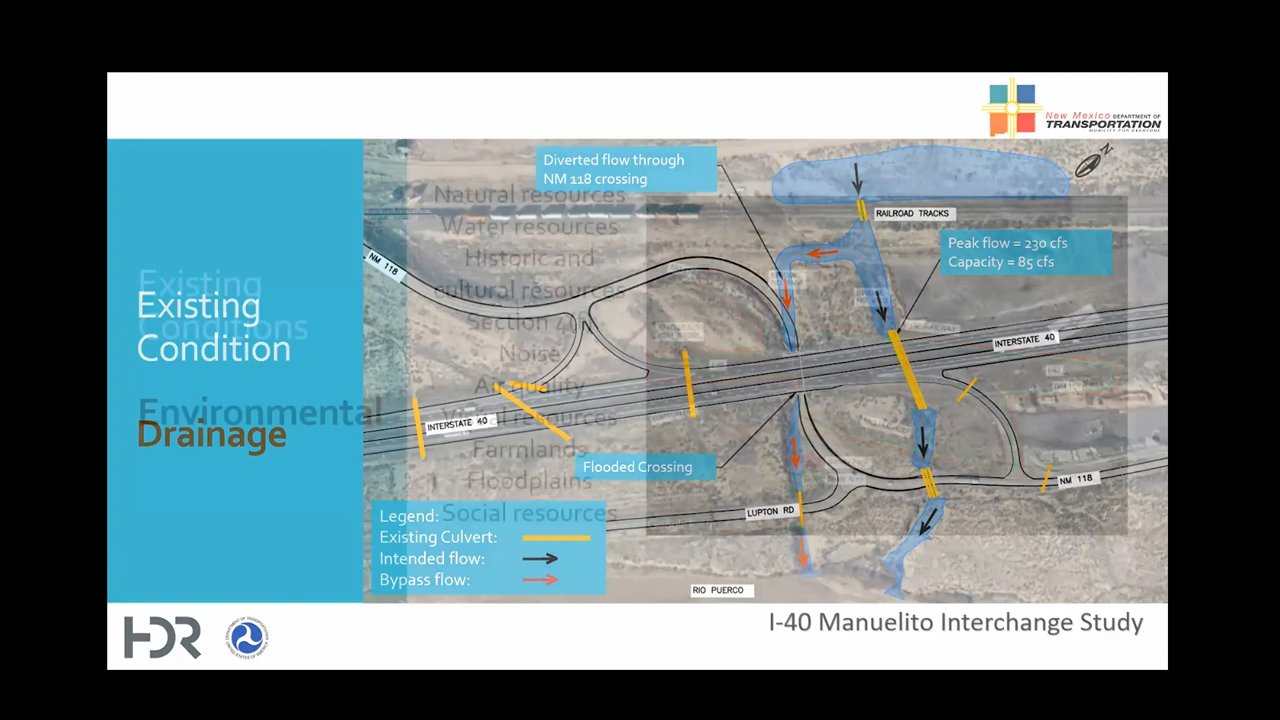 New Mexico DEPARTMENT OF
TRANSPORTATION
MOBILITY FOR EVERYONE
Existing
Condition
Drainage
Existing
Conditions
Environmental
Natural resources
Water resources
Historic and
cultural resources
Section 4(f)
Noise
Air quality
Visual resources
Farmlands
Floodplains
Social resources
Diverted flow through
NM 118 crossing
N
RAILROAD TRACKS
Peak flow = 230 cfs
Capacity = 85 cfs
NM 118
INTERSTATE 40
INTERSTATE 40
Flooded Crossing
NM 118
LUPTON RD
RIO PUERCO
Legend:
Existing Culvert:
Intended flow:
Bypass flow:
HDR
I-40 Manuelito Interchange Study